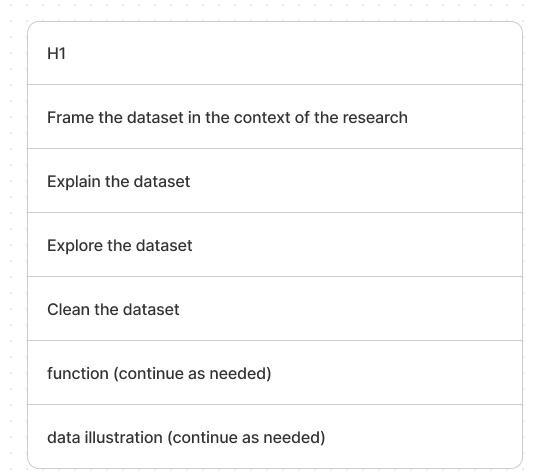 H1
Frame the dataset in the context of the research
Explain the dataset
Explore the dataset
Clean the dataset
function (continue as needed)
data illustration (continue as needed)